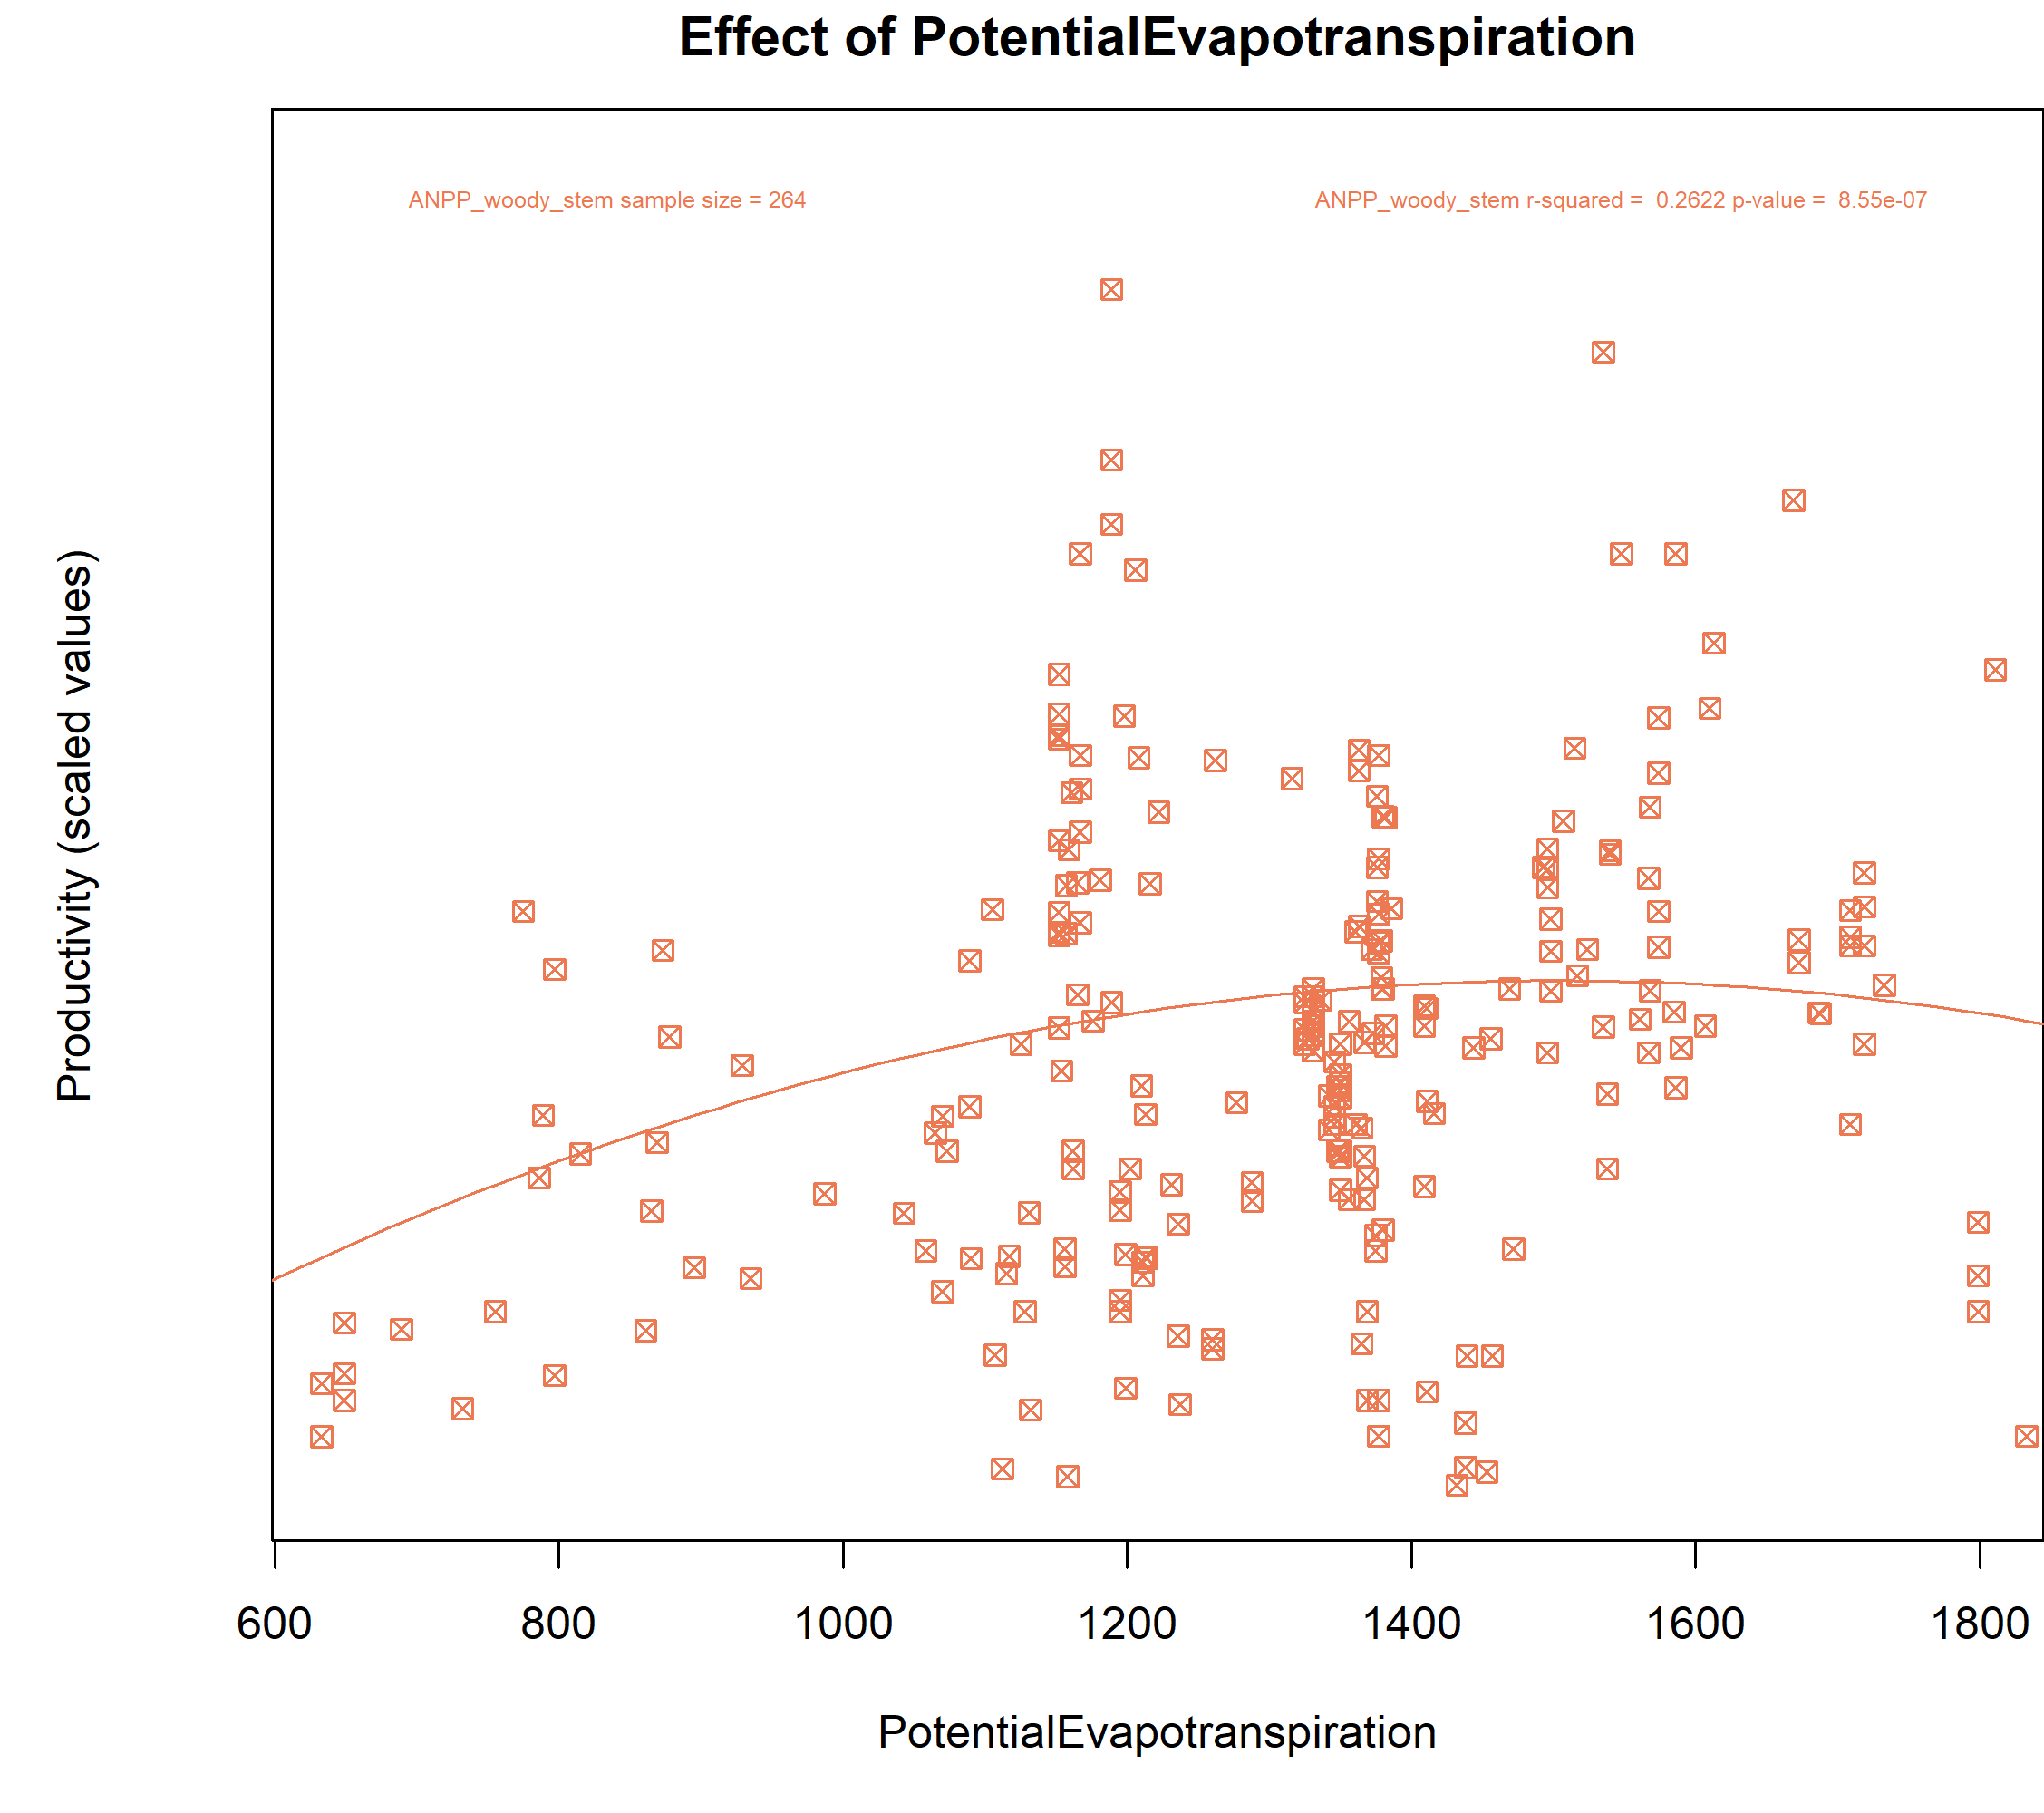 Effect of PotentialEvapotranspiration
ANPP_woody_stem sample size = 264
ANPP_woody_stem r-squared =  0.2622 p-value =  8.55e-07
Productivity (scaled values)
600 800 1000 1200 1400 1600 1800
PotentialEvapotranspiration